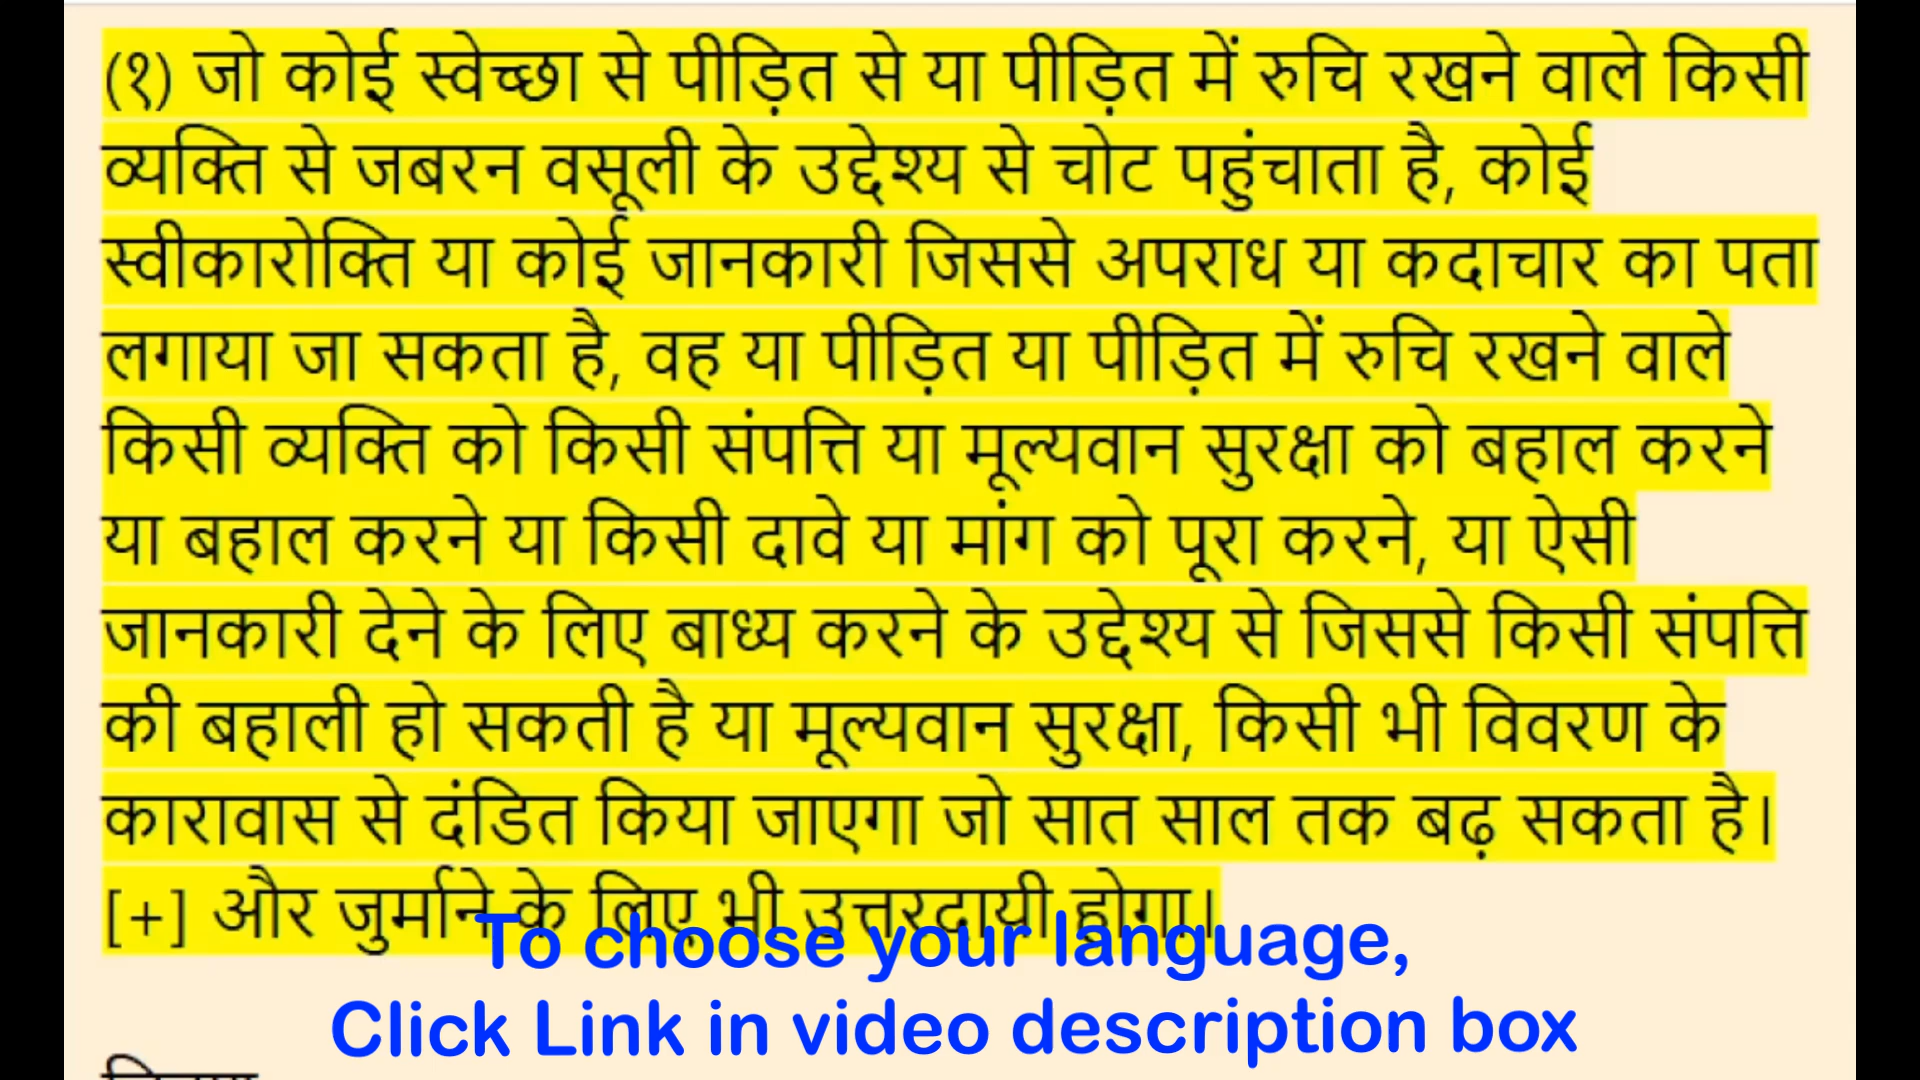 (१) जो कोई स्वेच्छा से पीड़ित से या पीड़ित में रुचि रखने वाले किसी
व्यक्ति से जबरन वसूली के उद्देश्य से चोट पहुंचाता है, कोई
स्वीकारोक्ति या कोई जानकारी जिससे अपराध या कदाचार का पता
लगाया जा सकता है, वह या पीड़ित या पीड़ित में रुचि रखने वाले
किसी व्यक्ति को किसी संपत्ति या मूल्यवान सुरक्षा को बहाल करने
या बहाल करने या किसी दावे या मांग को पूरा करने, या ऐसी
जानकारी देने के लिए बाध्य करने के उद्देश्य से जिससे किसी संपत्ति
की बहाली हो सकती है या मूल्यवान सुरक्षा, किसी भी विवरण के
कारावास से दंडित किया जाएगा जो सात साल तक बढ़ सकता है।
[+] और जुर्माने के लिए भी उत्तरदायी होगा।
To choose your language,
Click Link in video description box